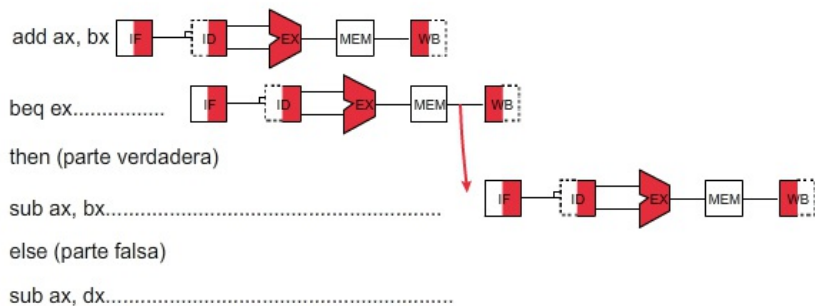 add ax, bx IF ID EX MEM WB
beq ex................ IF ID EX MEM WB
then (parte verdadera)
IF ID EX MEM WB
sub ax, bx..........................................................
else (parte falsa)
sub ax, dx............................................................